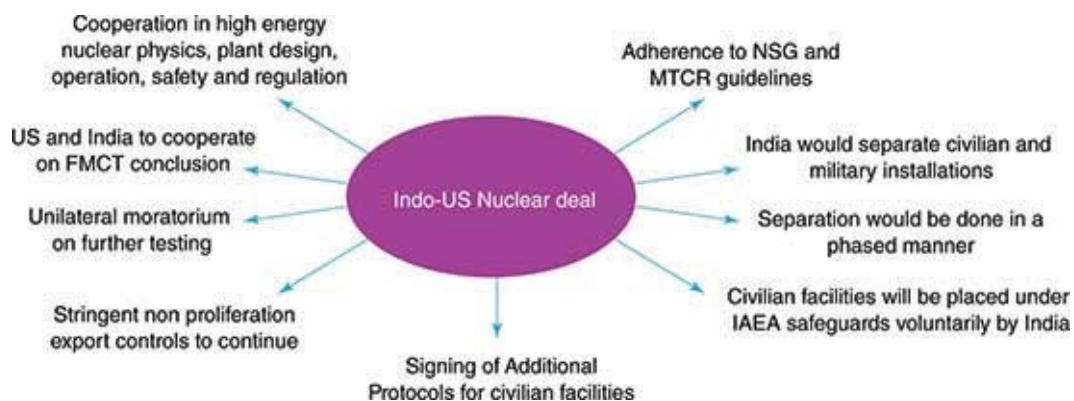 Cooperation in high energy
nuclear physics, plant design,
operation, safety and regulation
US and India to cooperate
on FMCT conclusion
Unilateral moratorium
on further testing
Stringent non proliferation
export controls to continue
Indo-US Nuclear deal
Signing of Additional
Protocols for civilian facilities
Adherence to NSG and
MTCR guidelines
India would separate civilian and
military installations
Separation would be done in a
phased manner
Civilian facilities will be placed under
IAEA safeguards voluntarily by India